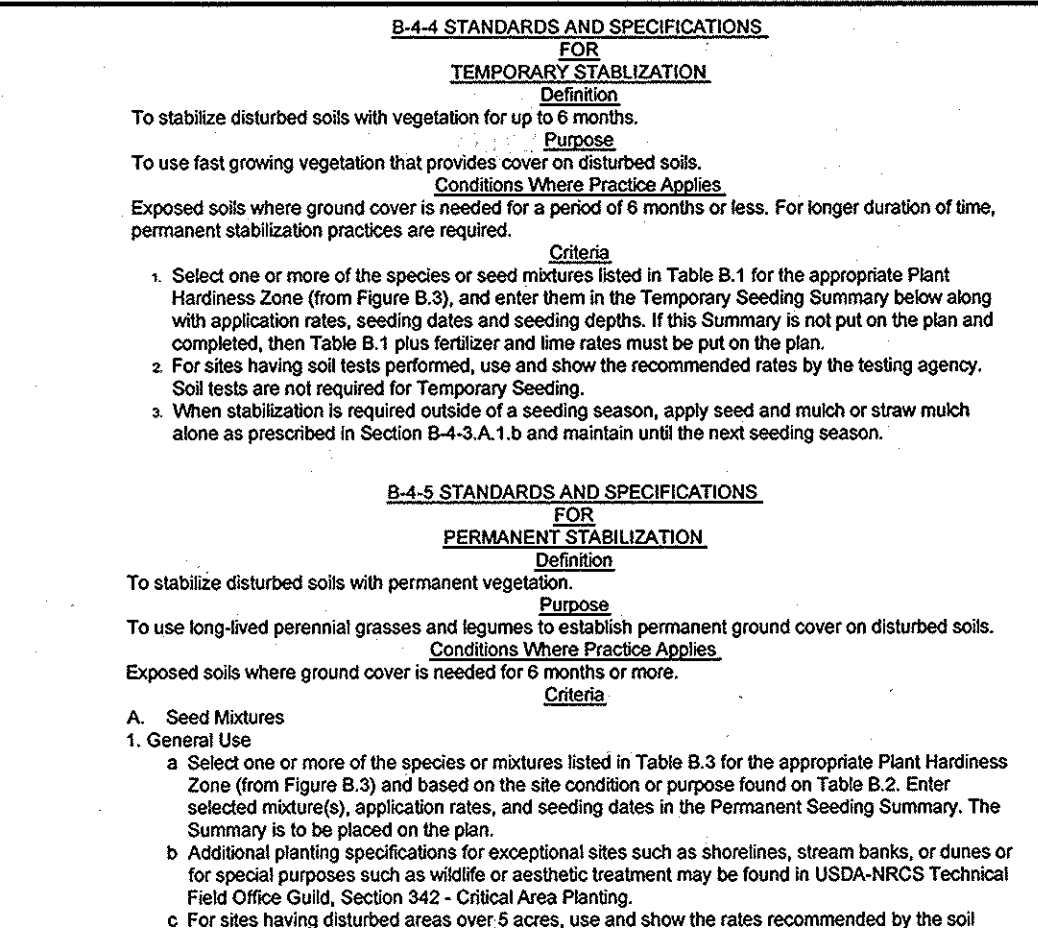 B-4-4 STANDARDS AND SPECIFICATIONS
FOR
TEMPORARY STABLIZATION
Definition
To stabilize disturbed soils with vegetation for up to 6 months.
Purpose
To use fast growing vegetation that provides cover on disturbed soils.
Conditions Where Practice Applies
Exposed soils where ground cover is needed for a period of 6 months or less. For longer duration of time,
permanent stabilization practices are required.
Criteria
1. Select one or more of the species or seed mixtures listed in Table B.1 for the appropriate Plant
Hardiness Zone (from Figure B.3), and enter them in the Temporary Seeding Summary below along
with application rates, seeding dates and seeding depths. If this Summary is not put on the plan and
completed, then Table B.1 plus fertilizer and lime rates must be put on the plan.
2. For sites having soil tests performed, use and show the recommended rates by the testing agency.
Soil tests are not required for Temporary Seeding.
3. When stabilization is required outside of a seeding season, apply seed and mulch or straw mulch
alone as prescribed in Section B-4-3.A.1.b and maintain until the next seeding season.
B-4-5 STANDARDS AND SPECIFICATIONS
FOR
PERMANENT STABILIZATION
Definition
To stabilize disturbed soils with permanent vegetation.
Purpose
To use long-lived perennial grasses and legumes to establish permanent ground cover on disturbed soils.
Conditions Where Practice Applies
Exposed soils where ground cover is needed for 6 months or more.
Criteria
A. Seed Mixtures
1. General Use
a Select one or more of the species or mixtures listed in Table B.3 for the appropriate Plant Hardiness
Zone (from Figure B.3) and based on the site condition or purpose found on Table B.2. Enter
selected mixture(s), application rates, and seeding dates in the Permanent Seeding Summary. The
Summary is to be placed on the plan.
b Additional planting specifications for exceptional sites such as shorelines, stream banks, or dunes or
for special purposes such as wildlife or aesthetic treatment may be found in USDA-NRCS Technical
Field Office Guild, Section 342 - Critical Area Planting.
c For sites having disturbed areas over 5 acres, use and show the rates recommended by the soil